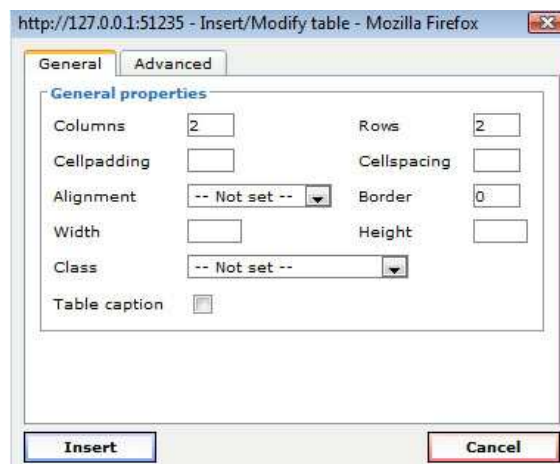 http://127.0.0.1:51235 - Insert/Modify table - Mozilla Firefox
General Advanced
General properties
Columns 2 Rows 2
Cellpadding Cellspacing
Alignment -- Not set -- Border 0
Width Height
Class -- Not set --
Table caption
Insert Cancel